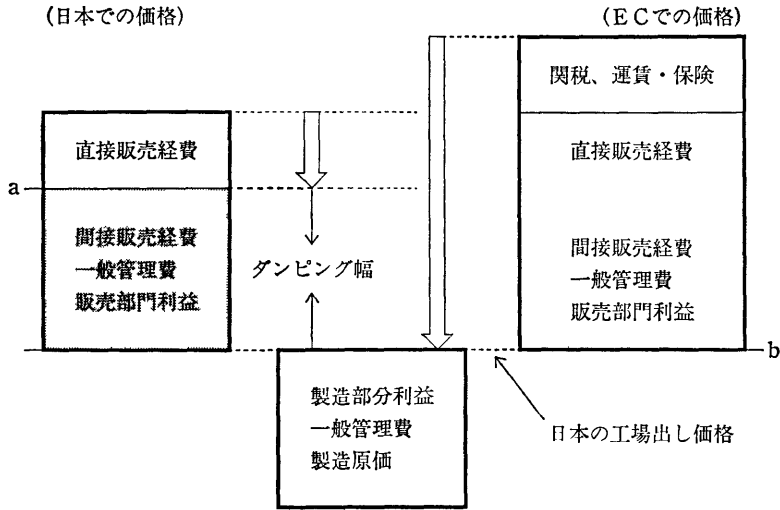 (日本での価格)
(ECでの価格)
関税、運賃・保険
直接販売経費
直接販売経費
a
間接販売経費
一般管理費
販売部門利益
ダンピング幅
間接販売経費
一般管理費
販売部門利益
b
製造部分利益
一般管理費
製造原価
日本の工場出し価格